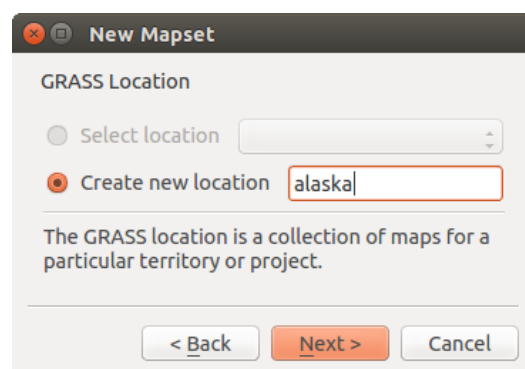 New Mapset
GRASS Location
Select location
Create new location alaska
The GRASS location is a collection of maps for a
particular territory or project.
< Back Next > Cancel